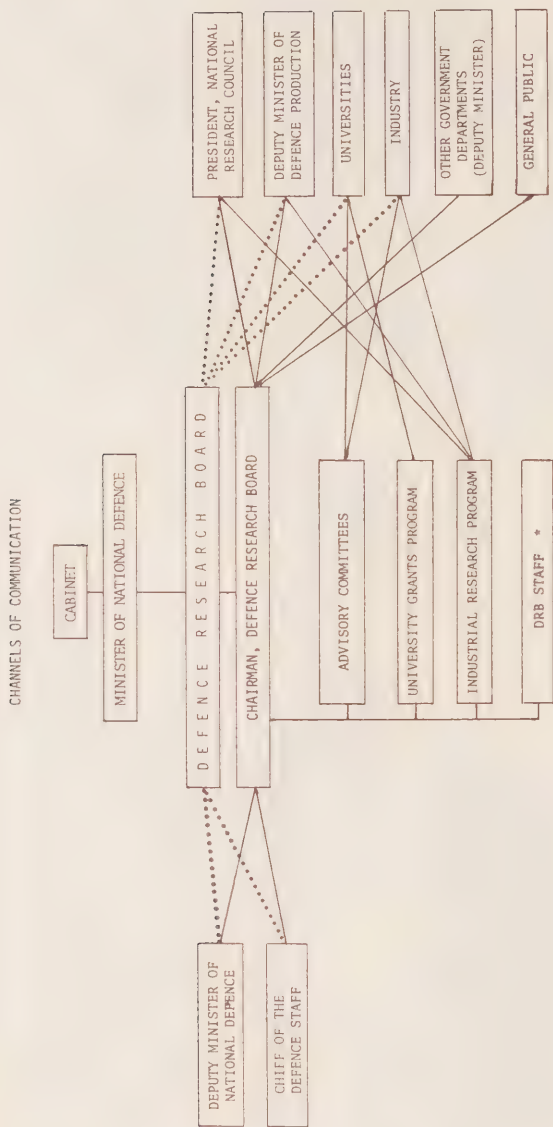 CHANNELS OF COMMUNICATION
CABINET
MINISTER OF NATIONAL DEFENCE
DEFENCE RESEARCH BOARD
CHAIRMAN, DEFENCE RESEARCH BOARD
DEPUTY MINISTER OF
NATIONAL DEFENCE
CHIEF OF THE
DEFENCE STAFF
PRESIDENT, NATIONAL
RESEARCH COUNCIL
DEPUTY MINISTER OF
DEFENCE PRODUCTION
UNIVERSITIES
INDUSTRY
OTHER GOVERNMENT
DEPARTMENTS
(DEPUTY MINISTER)
GENERAL PUBLIC
ADVISORY COMMITTEES
UNIVERSITY GRANTS PROGRAM
INDUSTRIAL RESEARCH PROGRAM
DRB STAFF *